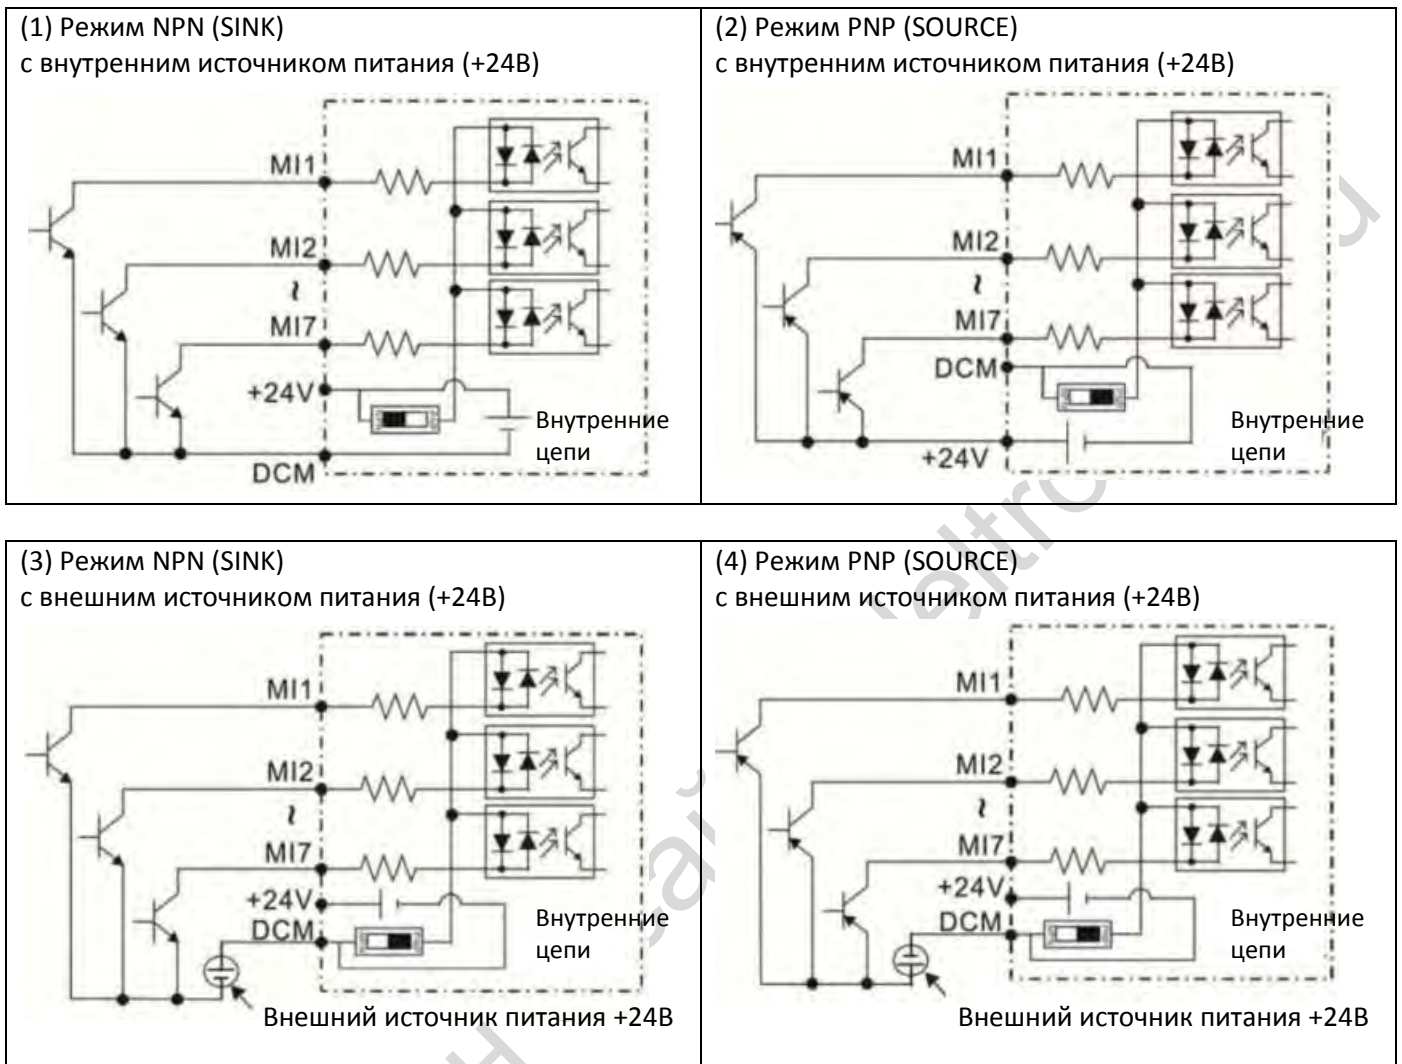 (1) Режим NPN (SINK)
с внутренним источником питания (+24В)
MI1
MI2
~
MI7
+24V
DCM
Внутренние
цепи
(2) Режим PNP (SOURCE)
с внутренним источником питания (+24В)
MI1
MI2
~
MI7
DCM
+24V
Внутренние
цепи
(3) Режим NPN (SINK)
с внешним источником питания (+24В)
MI1
MI2
~
MI7
+24V
DCM
Внутренние
цепи
Внешний источник питания +24В
(4) Режим PNP (SOURCE)
с внешним источником питания (+24В)
MI1
MI2
~
MI7
+24V
DCM
Внутренние
цепи
Внешний источник питания +24В